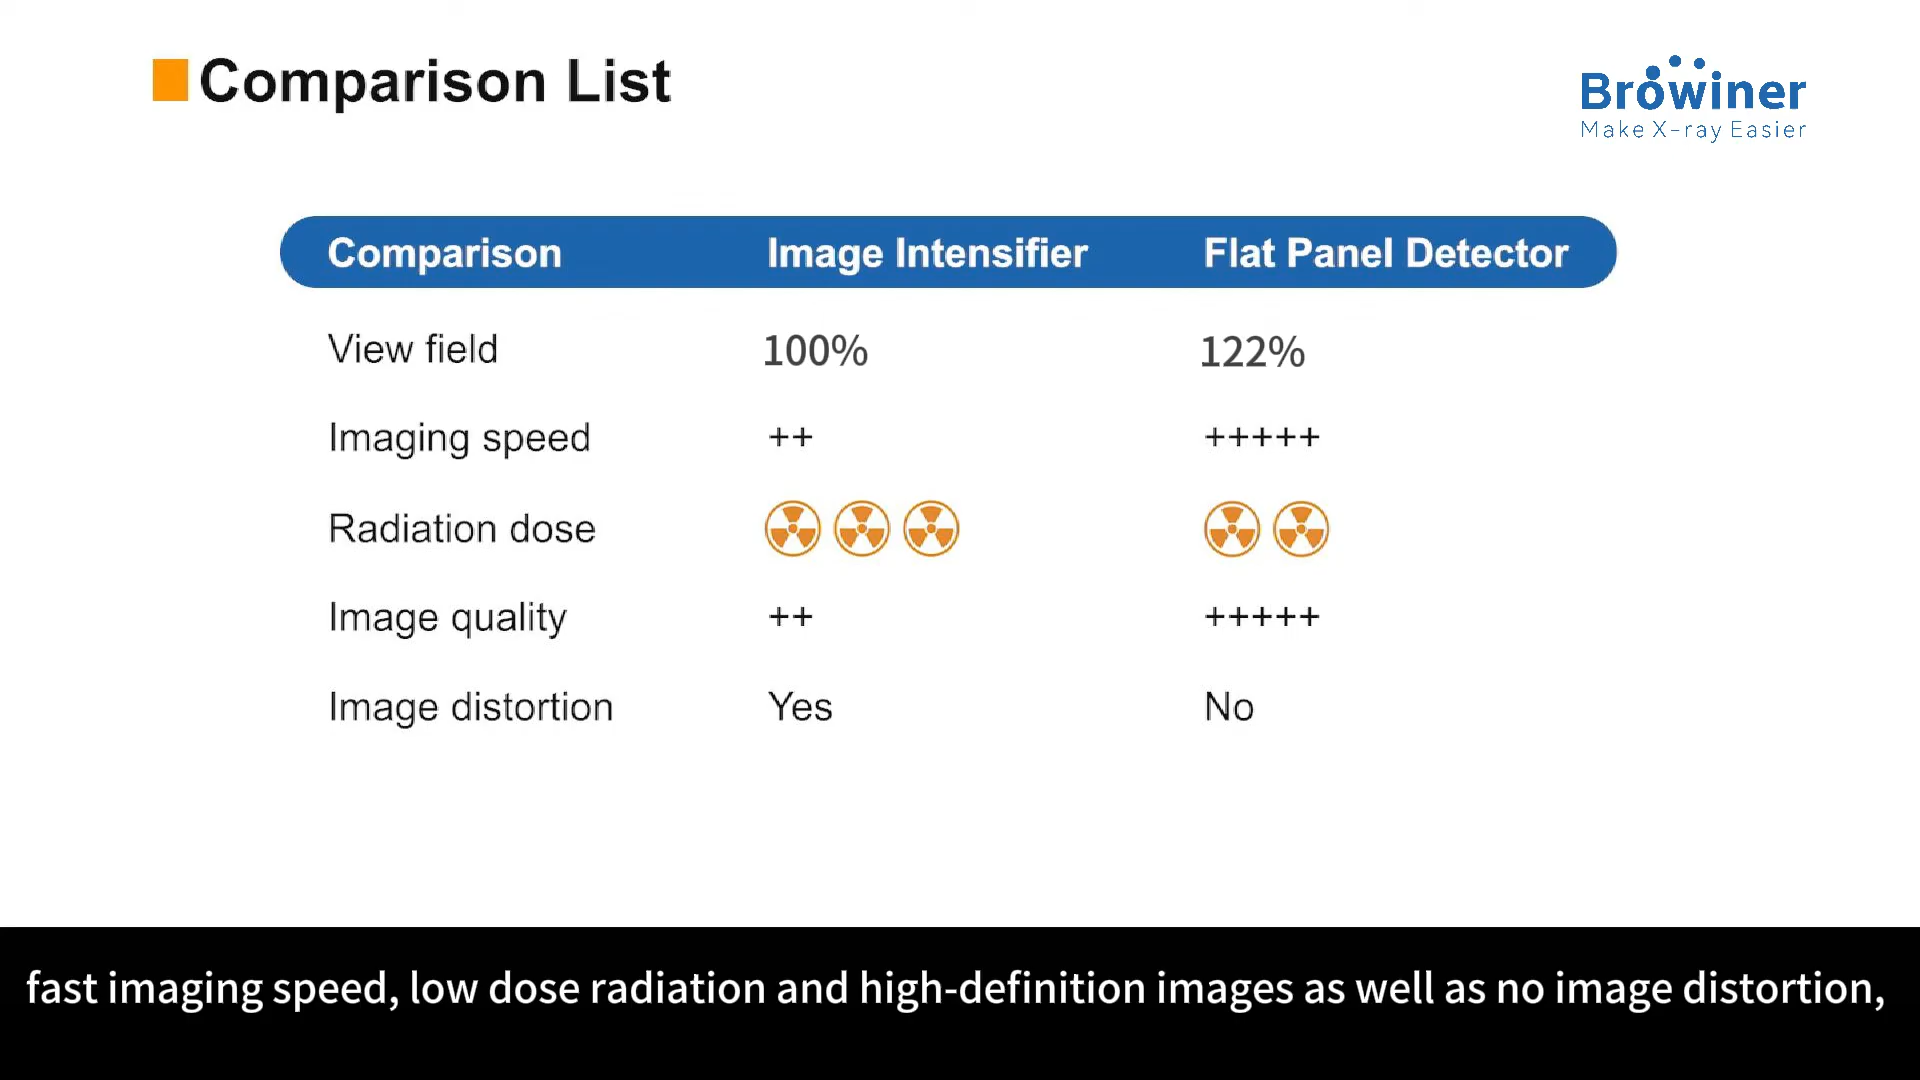 Comparison List
Browiner
Make X-ray Easier
Comparison Image Intensifier Flat Panel Detector
View field 100% 122%
Imaging speed ++ +++++
Radiation dose
Image quality ++ +++++
Image distortion Yes No
fast imaging speed, low dose radiation and high-definition images as well as no image distortion,